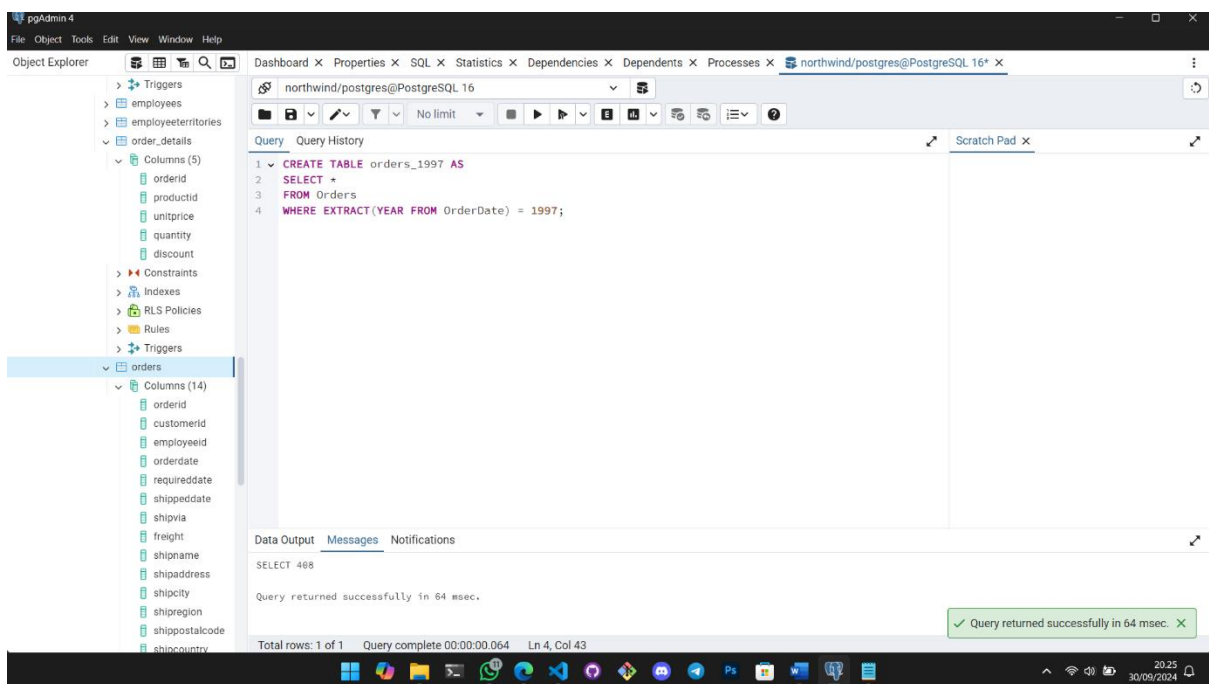 pgAdmin 4
File Object Tools Edit View Window Help
Object Explorer
Dashboard X Properties X SQL X Statistics X Dependencies X Dependents X Processes X northwind/postgres@PostgreSQL 16* X
Triggers
employees
employeeterritories
order_details
Columns (5)
orderid
productid
unitprice
quantity
discount
Constraints
Indexes
RLS Policies
Rules
Triggers
orders
Columns (14)
orderid
customerid
employeeid
orderdate
requireddate
shippeddate
shipvia
freight
shipname
shipaddress
shipcity
shipregion
shippostalcode
shipcountry
northwind/postgres@PostgreSQL 16
No limit
E
Query Query History
Scratch Pad X
1 CREATE TABLE orders_1997 AS
2 SELECT *
3 FROM Orders
4 WHERE EXTRACT(YEAR FROM OrderDate) = 1997;
Data Output Messages Notifications
SELECT 408
Query returned successfully in 64 msec.
Query returned successfully in 64 msec.
Total rows: 1 of 1 Query complete 00:00:00.064 Ln 4, Col 43
Ps
20.25
30/09/2024